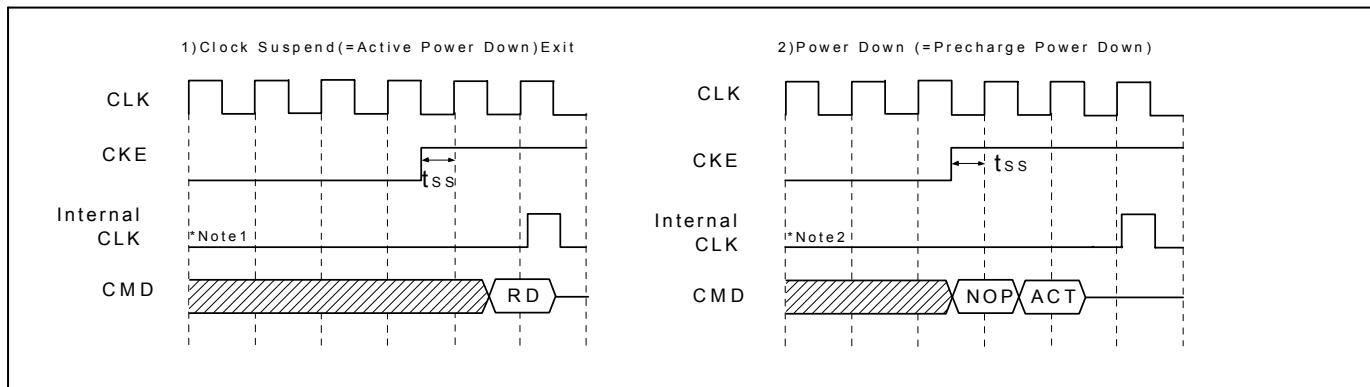 1)Clock Suspend(=Active Power Down)Exit
CLK
CKE
tss
Internal
CLK
*Note1
CMD
RD
2)Power Down (=Precharge Power Down)
CLK
CKE
tss
Internal
CLK
*Note2
CMD
NOP
ACT